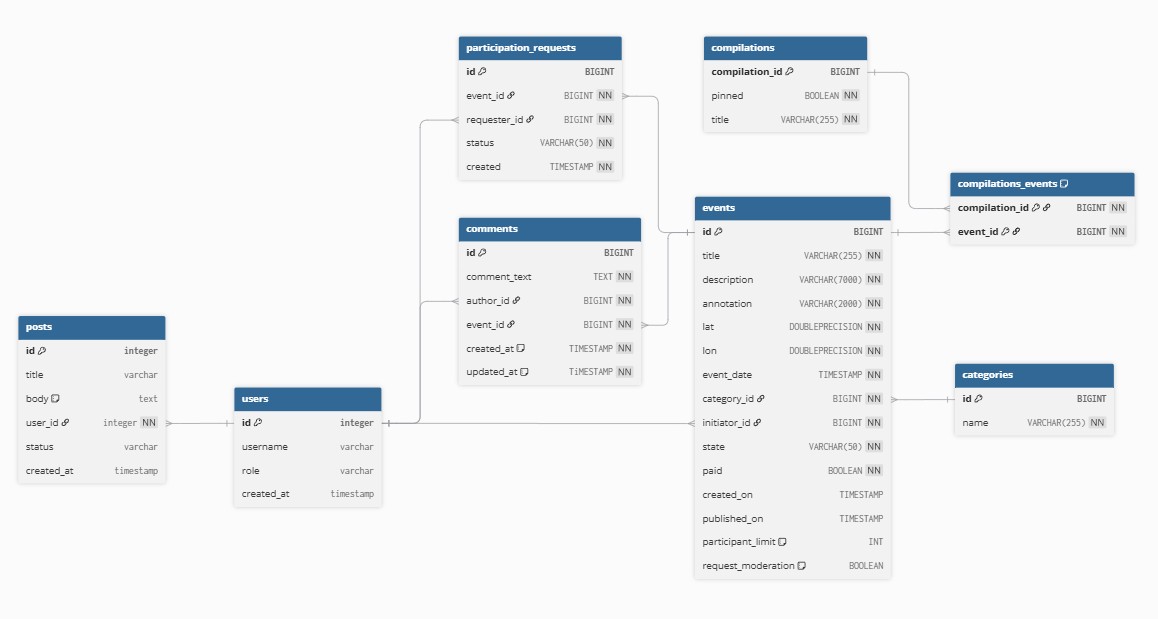 participation_requests
id BIGINT
event_id BIGINT NN
requester_id BIGINT NN
status VARCHAR(50) NN
created TIMESTAMP NN
compilations
compilation_id BIGINT
pinned BOOLEAN NN
title VARCHAR(255) NN
compilations_events
compilation_id BIGINT NN
event_id BIGINT NN
events
id BIGINT
title VARCHAR(255) NN
description VARCHAR(7000) NN
annotation VARCHAR(2000) NN
lat DOUBLEPRECISION NN
lon DOUBLEPRECISION NN
event_date TIMESTAMP NN
category_id BIGINT NN
initiator_id BIGINT NN
state VARCHAR(50) NN
paid BOOLEAN NN
created_on TIMESTAMP
published_on TIMESTAMP
participant_limit INT
request_moderation BOOLEAN
comments
id BIGINT
comment_text TEXT NN
author_id BIGINT NN
event_id BIGINT NN
created_at TIMESTAMP NN
updated_at TiMESTAMP NN
posts
id integer
title varchar
body text
user_id integer NN
status varchar
created_at timestamp
users
id integer
username varchar
role varchar
created_at timestamp
categories
id BIGINT
name VARCHAR(255) NN